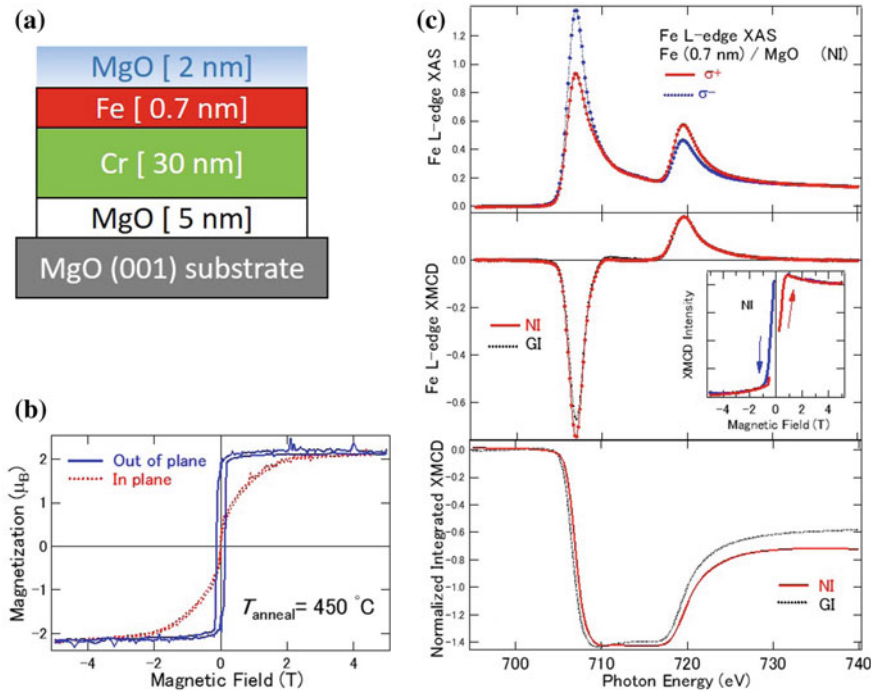 (a)
MgO [ 2 nm]
Fe [ 0.7 nm]
Cr [ 30 nm]
MgO [ 5 nm]
MgO (001) substrate
(b)
Magnetization (μB)
2
1
0
-1
-2
Out of plane
In plane
Tanneal= 450 °C
-4
-2
0
2
4
Magnetic Field (T)
(c)
Fe L-edge XAS
1.2
1.0
0.8
0.6
0.4
0.2
0.0
Fe L-edge XAS
Fe (0.7 nm) / MgO (NI)
σ+
σ−
Fe L-edge XMCD
0.0
-0.2
-0.4
-0.6
NI
GI
XMCD Intensity
NI
-4
-2
0
2
4
Magnetic Field (T)
Normalized Integrated XMCD
0.0
-0.2
-0.4
-0.6
-0.8
-1.0
-1.2
-1.4
NI
GI
700
710
720
730
740
Photon Energy (eV)